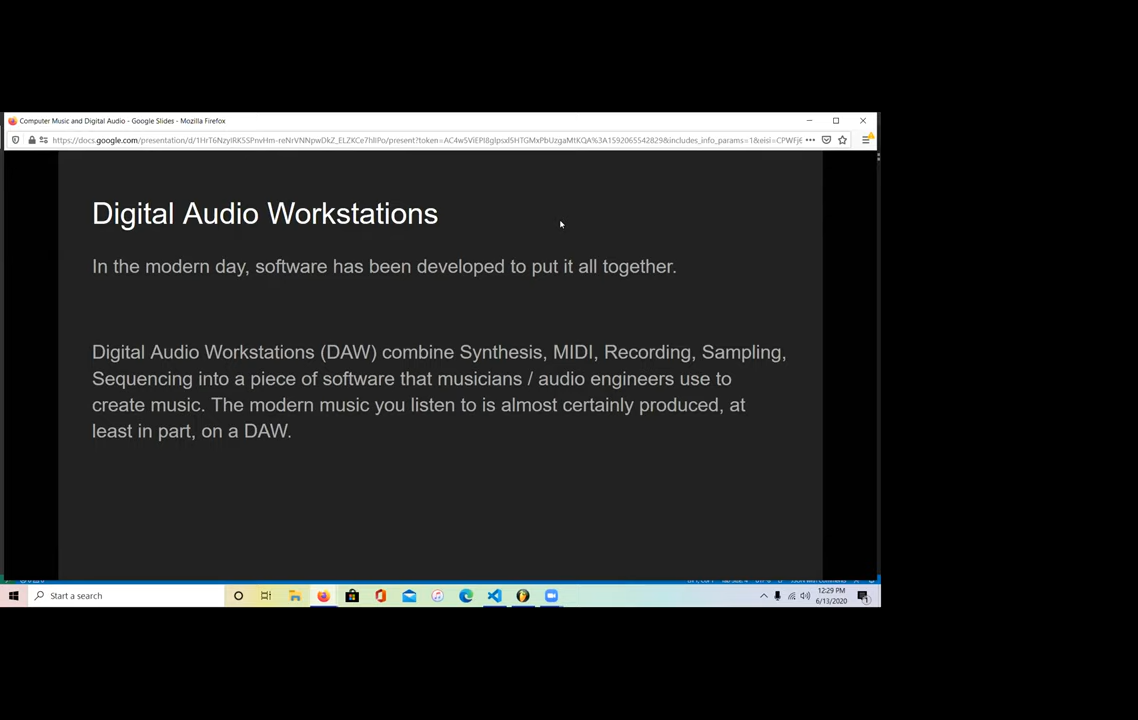 Computer Music and Digital Audio - Google Slides - Mozilla Firefox
Digital Audio Workstations
In the modern day, software has been developed to put it all together.
Digital Audio Workstations (DAW) combine Synthesis, MIDI, Recording, Sampling,
Sequencing into a piece of software that musicians / audio engineers use to
create music. The modern music you listen to is almost certainly produced, at
least in part, on a DAW.
Start a search
12:29 PM
6/13/2020